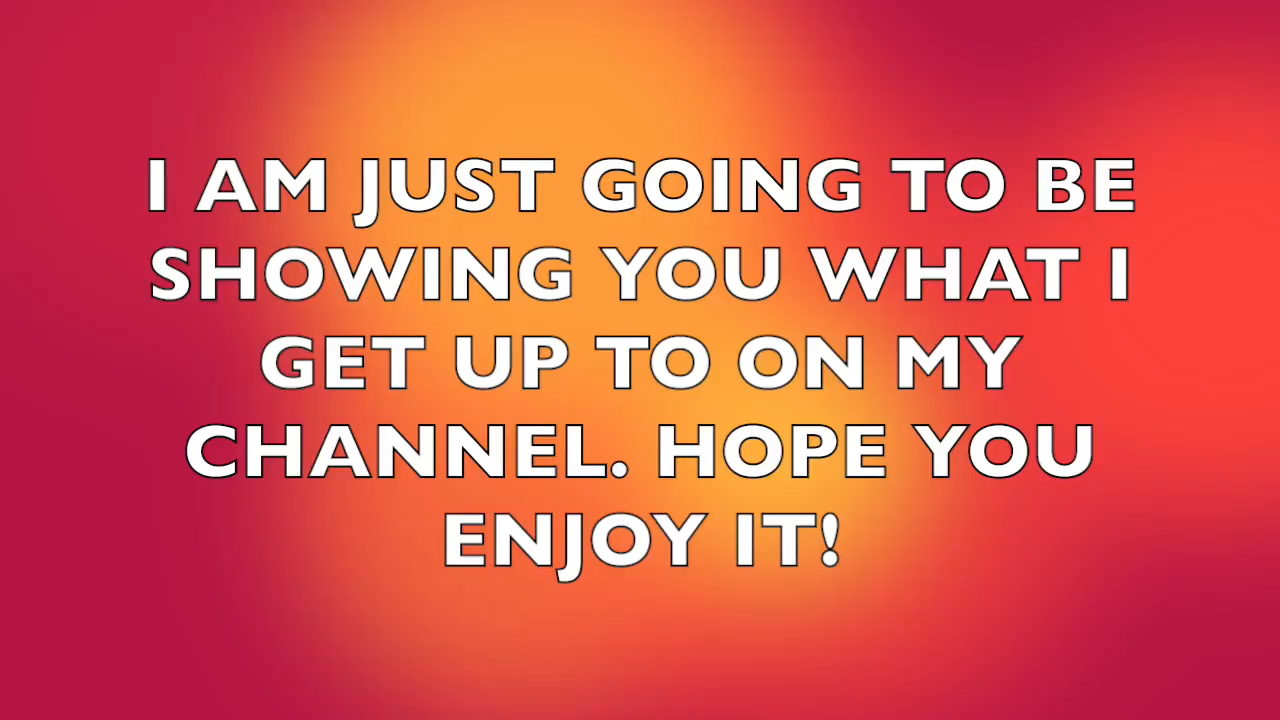 I AM JUST GOING TO BE
SHOWING YOU WHAT I
GET UP TO ON MY
CHANNEL. HOPE YOU
ENJOY IT!